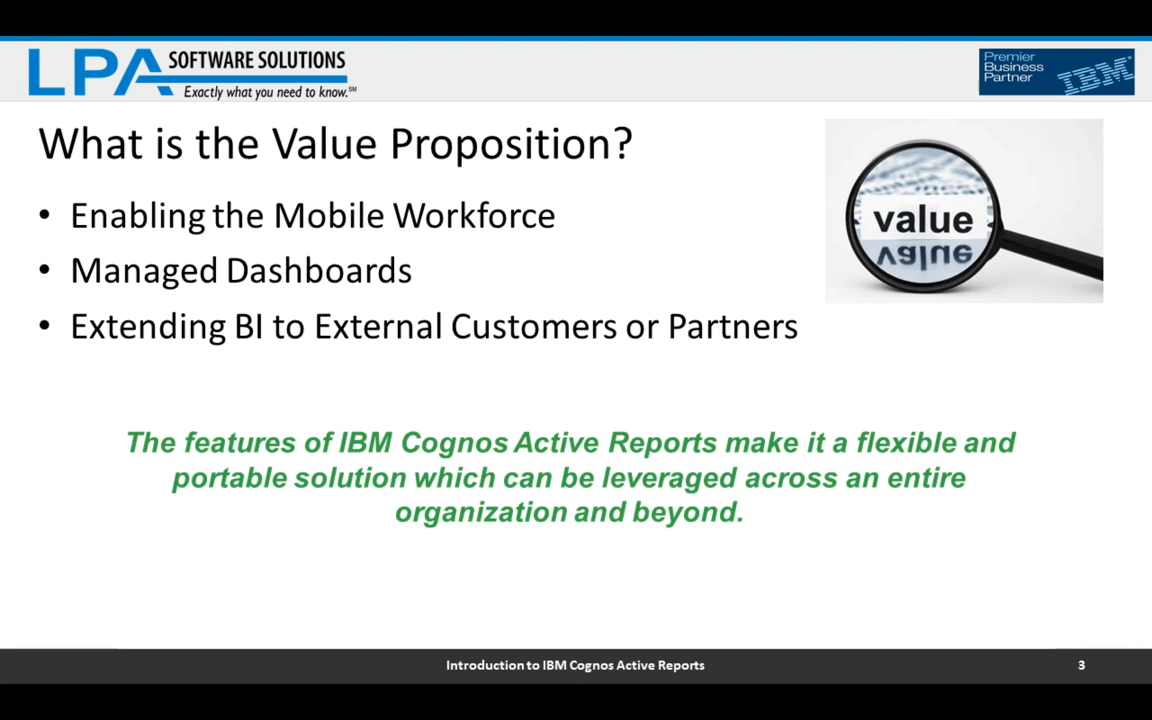 LPA SOFTWARE SOLUTIONS
Exactly what you need to know.℠
Premier
Business
Partner
IBM®
What is the Value Proposition?
value
value
• Enabling the Mobile Workforce
• Managed Dashboards
• Extending BI to External Customers or Partners
The features of IBM Cognos Active Reports make it a flexible and
portable solution which can be leveraged across an entire
organization and beyond.
Introduction to IBM Cognos Active Reports
3